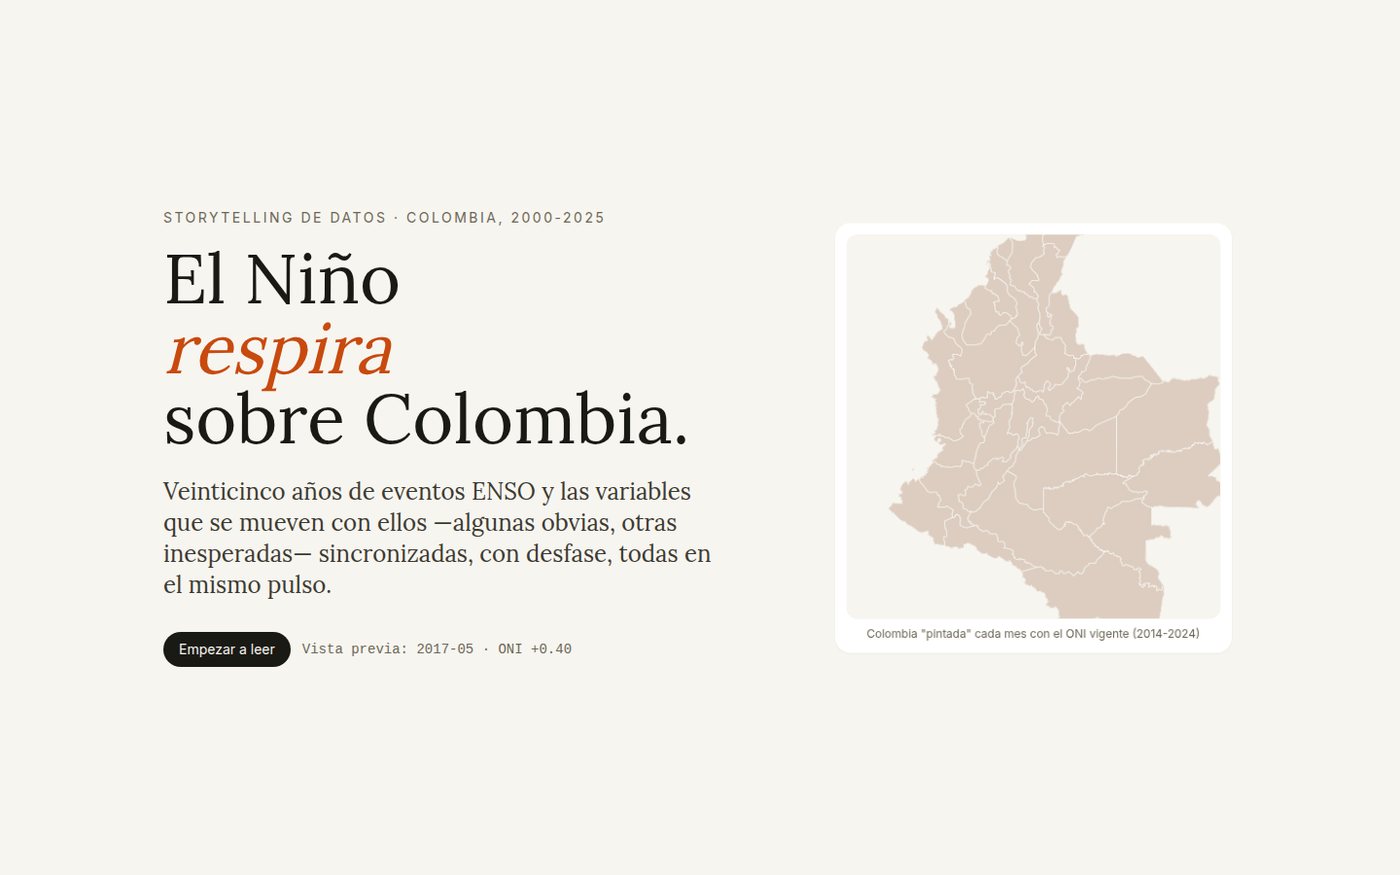 STORYTELLING DE DATOS · COLOMBIA, 2000-2025
El Niño
respira
sobre Colombia.
Veinticinco años de eventos ENSO y las variables
que se mueven con ellos —algunas obvias, otras
inesperadas— sincronizadas, con desfase, todas en
el mismo pulso.
Empezar a leer
Vista previa: 2017-05 · ONI +0.40
Colombia "pintada" cada mes con el ONI vigente (2014-2024)